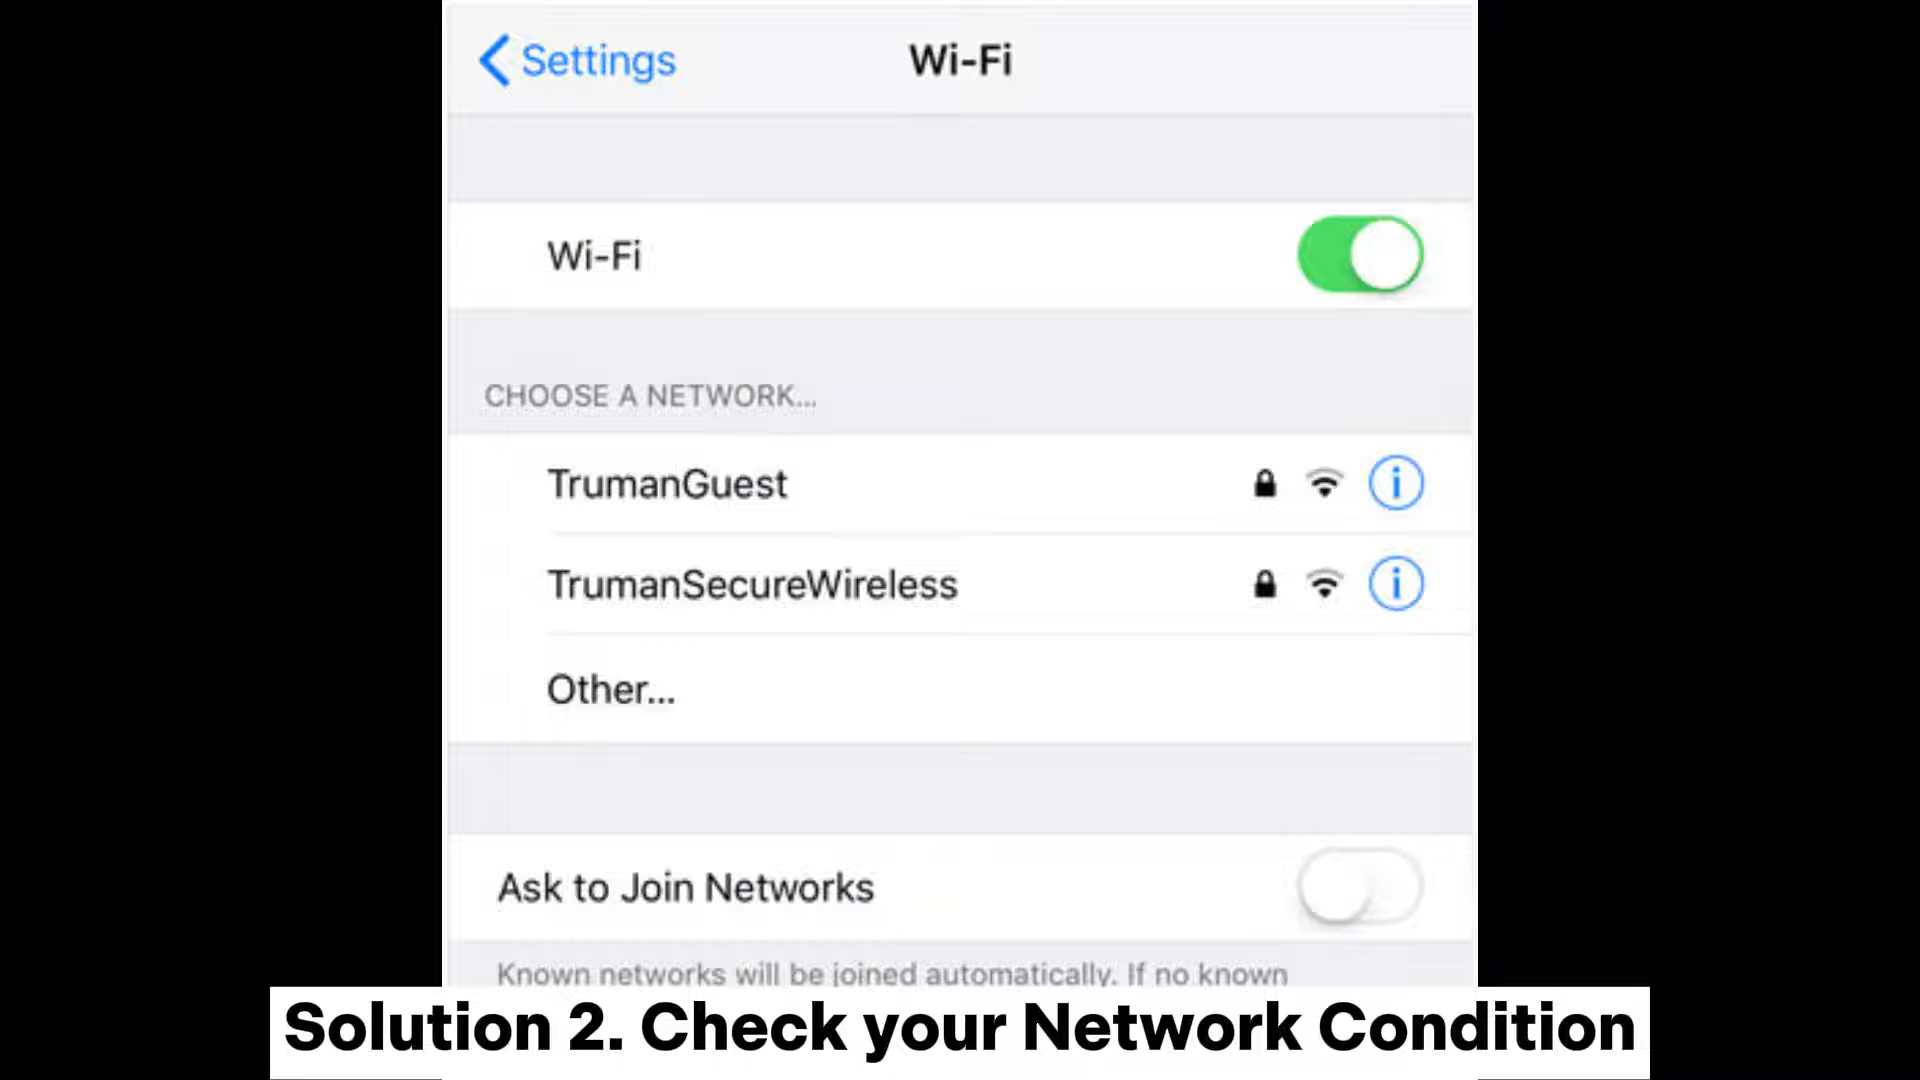 Settings
Wi-Fi
Wi-Fi
CHOOSE A NETWORK...
TrumanGuest
TrumanSecureWireless
Other...
Ask to Join Networks
Known networks will be joined automatically. If no known
Solution 2. Check your Network Condition